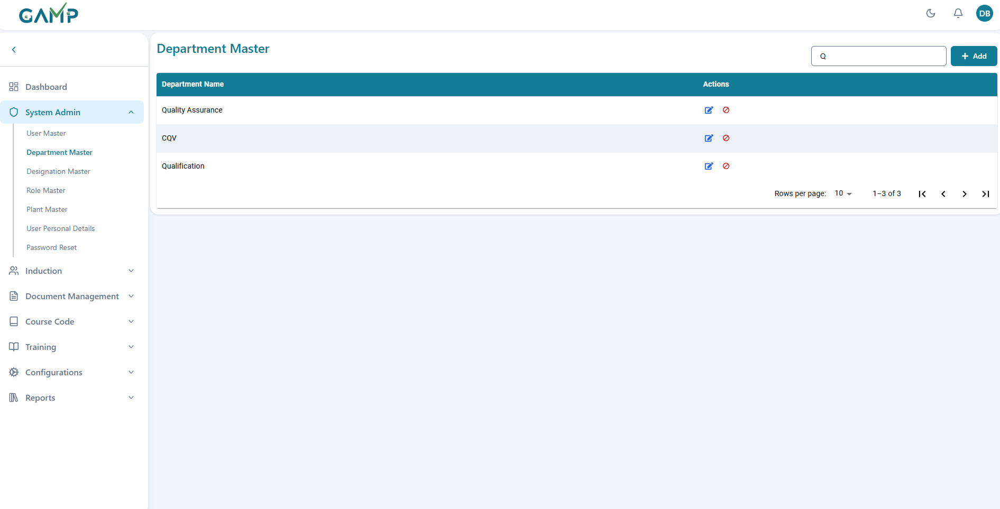 GAMP
DB
Department Master
Q
Add
Dashboard
System Admin
User Master
Department Master
Designation Master
Role Master
Plant Master
User Personal Details
Password Reset
Induction
Document Management
Course Code
Training
Configurations
Reports
Department Name Actions
Quality Assurance
CQV
Qualification
Rows per page: 10 1–3 of 3